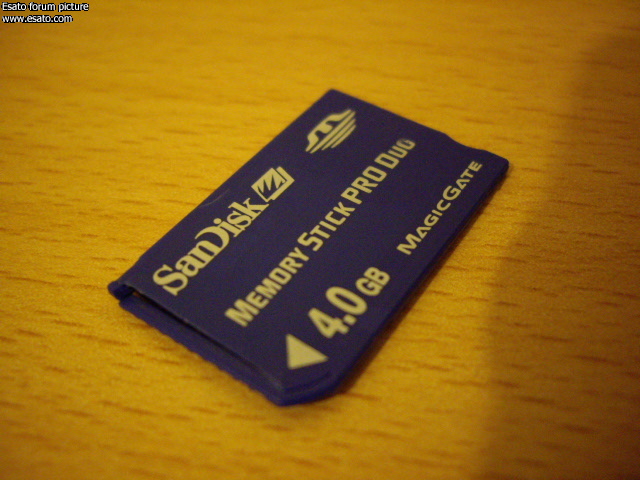 Esato forum picture
www.esato.com
SanDisk
MEMORY STICK PRO DUO
4.0 GB
MAGICGATE